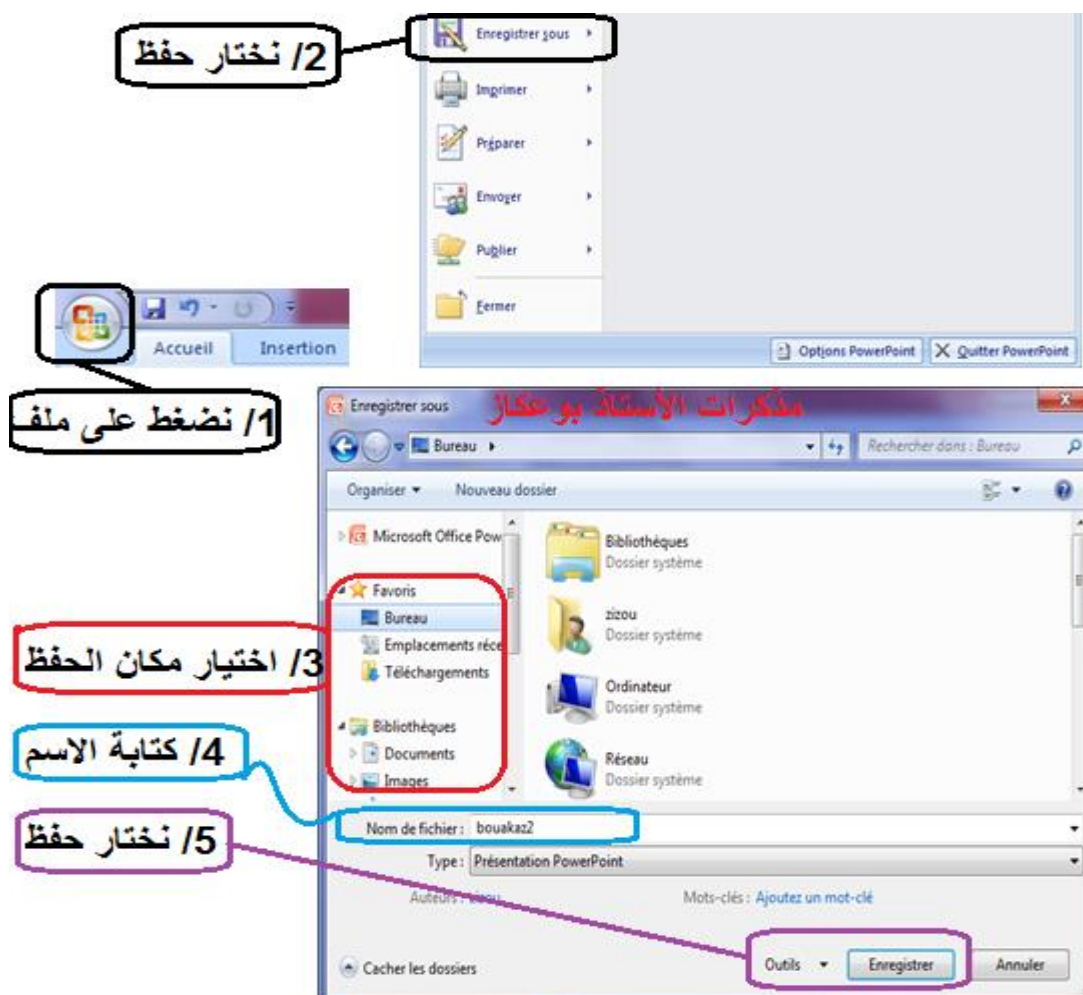 2/ نختار حفظ
Enregistrer sous
Imprimer
Préparer
Envoyer
Publier
Fermer
Options PowerPoint
Quitter PowerPoint
Accueil Insertion
1/ نضغط على ملف
Enregistrer sous
مذكرات الأستاذ بوعكاز
Bureau
Rechercher dans : Bureau
Organiser Nouveau dossier
Microsoft Office Pow
Favoris
Bureau
Emplacements réce
Téléchargements
Bibliothèques
Documents
Images
Bibliothèques
Dossier système
zizou
Dossier système
Ordinateur
Dossier système
Réseau
Dossier système
3/ اختيار مكان الحفظ
4/ كتابة الاسم
5/ نختار حفظ
Nom de fichier : bouakaz2
Type : Présentation PowerPoint
Auteurs : zizou
Mots-clés : Ajoutez un mot-clé
Cacher les dossiers
Outils Enregistrer Annuler